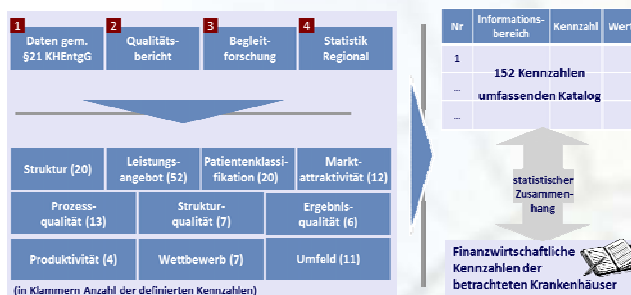 1
2
3
4
Daten gem.
§21 KHEntgG
Qualitäts-
bericht
Begleit-
forschung
Statistik
Regional
Struktur (20)
Leistungs-
angebot (52)
Patientenklassi-
fikation (20)
Markt-
attraktivität (12)
Prozess-
qualität (13)
Struktur-
qualität (7)
Ergebnis-
qualität (6)
Produktivität (4)
Wettbewerb (7)
Umfeld (11)
(in Klammern Anzahl der definierten Kennzahlen)
Nr
Informations-
bereich
Kennzahl
Wert
1
...
...
152 Kennzahlen
umfassenden Katalog
statistischer
Zusammen-
hang
Finanzwirtschaftliche
Kennzahlen der
betrachteten Krankenhäuser